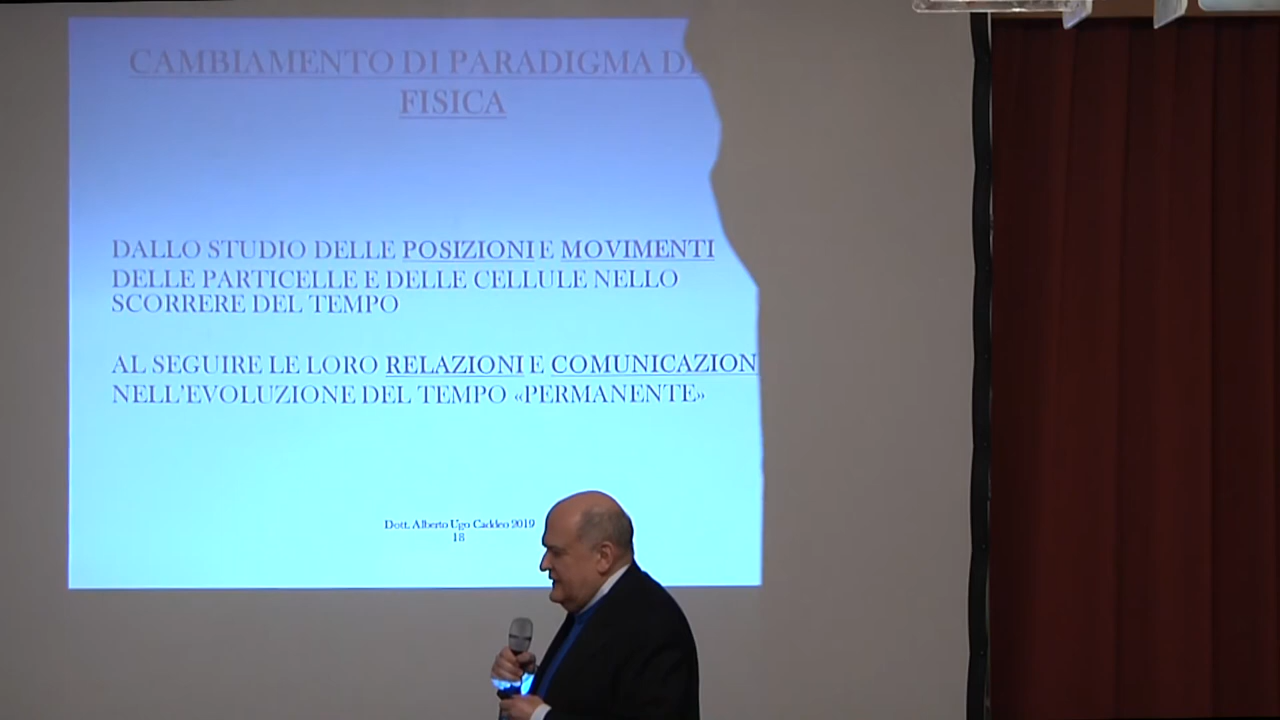 CAMBIAMENTO DI PARADIGMA D
FISICA
DALLO STUDIO DELLE POSIZIONI E MOVIMENTI
DELLE PARTICELLE E DELLE CELLULE NELLO
SCORRERE DEL TEMPO
AL SEGUIRE LE LORO RELAZIONI E COMUNICAZION
NELL'EVOLUZIONE DEL TEMPO «PERMANENTE»
Dott. Alberto Ugo Caddeo 2019
18